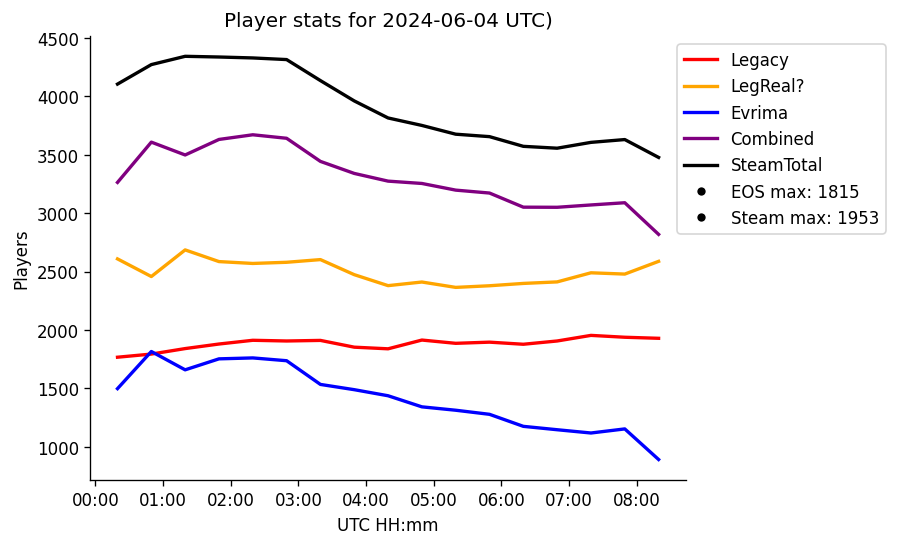 Player stats for 2024-06-04 UTC)
4500
4000
3500
3000
2500
2000
1500
1000
Players
00:00 01:00 02:00 03:00 04:00 05:00 06:00 07:00 08:00
UTC HH:mm
Legacy
LegReal?
Evrima
Combined
SteamTotal
EOS max: 1815
Steam max: 1953